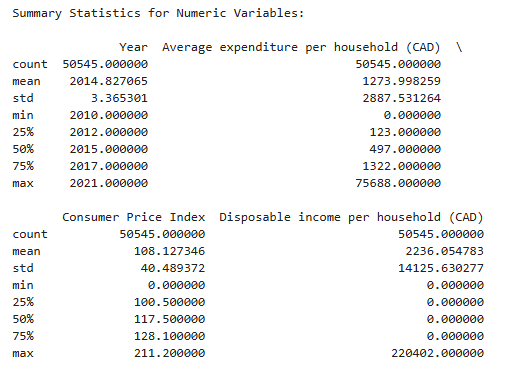 Summary Statistics for Numeric Variables:
Year Average expenditure per household (CAD) \
count 50545.000000 50545.000000
mean 2014.827065 1273.998259
std 3.365301 2887.531264
min 2010.000000 0.000000
25% 2012.000000 123.000000
50% 2015.000000 497.000000
75% 2017.000000 1322.000000
max 2021.000000 75688.000000
Consumer Price Index Disposable income per household (CAD)
count 50545.000000 50545.000000
mean 108.127346 2236.054783
std 40.489372 14125.630277
min 0.000000 0.000000
25% 100.500000 0.000000
50% 117.500000 0.000000
75% 128.100000 0.000000
max 211.200000 220402.000000